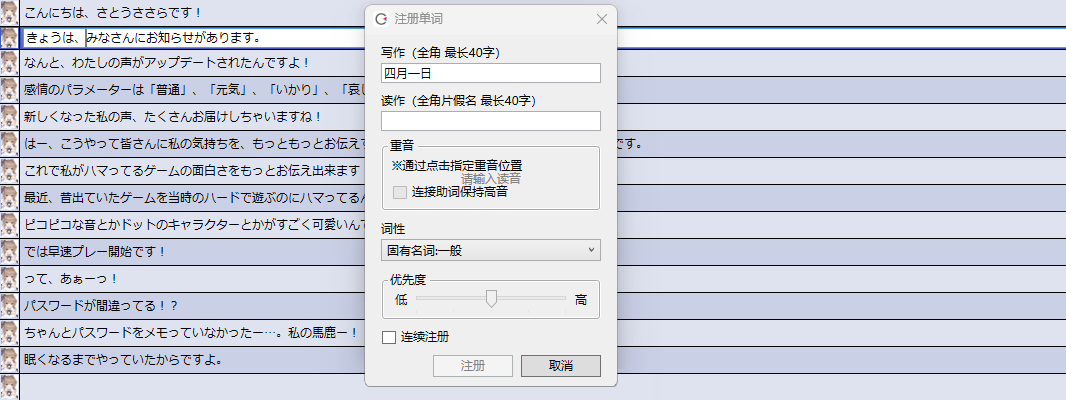 こんにちは、さとうささらです！
きょうは、みなさんにお知らせがあります。
なんと、わたしの声がアップデートされたんですよ！
感情のパラメーターは「普通」、「元気」、「いかり」、「哀し
新しくなった私の声、たくさんお届けしちゃいますね！
はー、こうやって皆さんに私の気持ちを、もっともっとお伝えす
です。
これで私がハマってるゲームの面白さをもっとお伝え出来ます
最近、昔出ていたゲームを当時のハードで遊ぶのにハマってるん
ピコピコな音とかドットのキャラクターとかがすごく可愛いんで
では早速プレー開始です！
って、あぁーっ！
パスワードが間違ってる！？
ちゃんとパスワードをメモっていなかったー…。私の馬鹿ー！
眠くなるまでやっていたからですよ。
注册单词
写作（全角 最长40字）
四月一日
读作（全角片假名 最长40字）
重音
※通过点击指定重音位置
请输入读音
连接助词保持高音
词性
固有名词:一般
优先度
低 高
连续注册
注册 取消